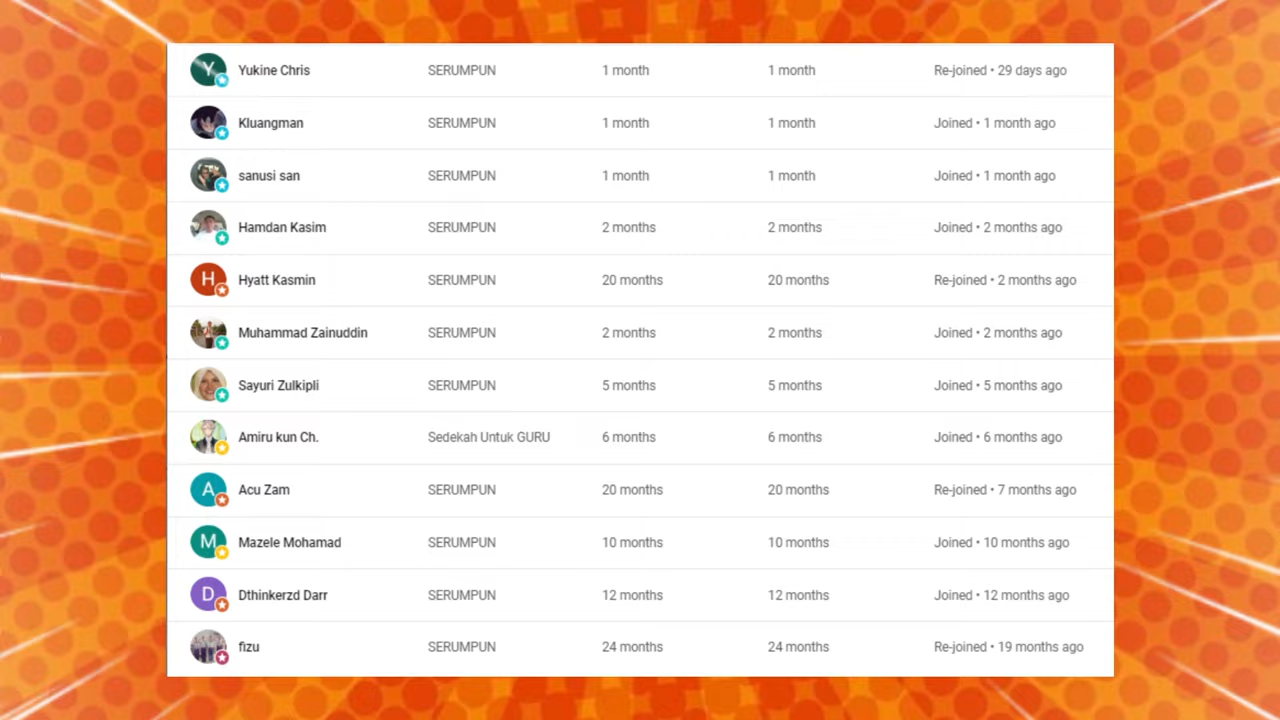 Y Yukine Chris SERUMPUN 1 month 1 month Re-joined • 29 days ago
Kluangman SERUMPUN 1 month 1 month Joined • 1 month ago
sanusi san SERUMPUN 1 month 1 month Joined • 1 month ago
Hamdan Kasim SERUMPUN 2 months 2 months Joined • 2 months ago
H Hyatt Kasmin SERUMPUN 20 months 20 months Re-joined • 2 months ago
Muhammad Zainuddin SERUMPUN 2 months 2 months Joined • 2 months ago
Sayuri Zulkipli SERUMPUN 5 months 5 months Joined • 5 months ago
Amiru kun Ch. Sedekah Untuk GURU 6 months 6 months Joined • 6 months ago
A Acu Zam SERUMPUN 20 months 20 months Re-joined • 7 months ago
M Mazele Mohamad SERUMPUN 10 months 10 months Joined • 10 months ago
D Dthinkerzd Darr SERUMPUN 12 months 12 months Joined • 12 months ago
fizu SERUMPUN 24 months 24 months Re-joined • 19 months ago